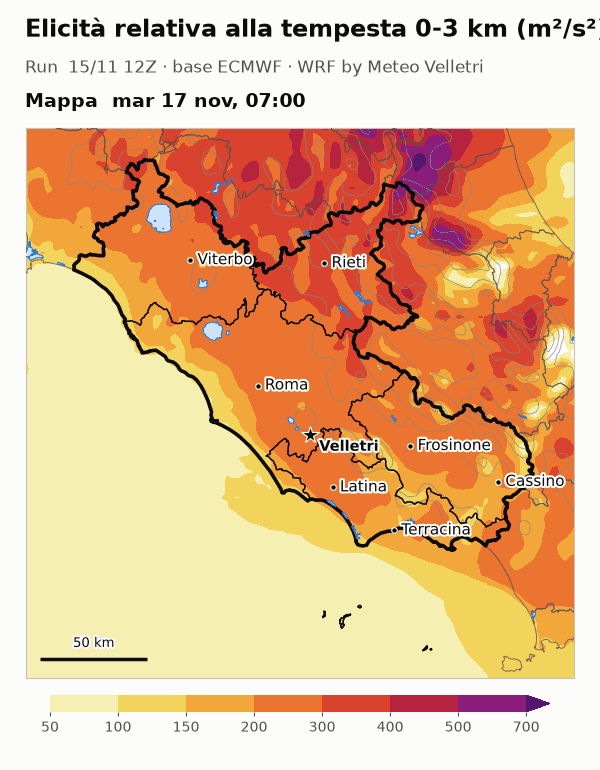 Elicità relativa alla tempesta 0-3 km (m²/s²)
Run 15/11 12Z · base ECMWF · WRF by Meteo Velletri
Mappa mar 17 nov, 07:00
Viterbo
Rieti
Roma
Velletri
Frosinone
Latina
Cassino
Terracina
50 km
50 100 150 200 300 400 500 700